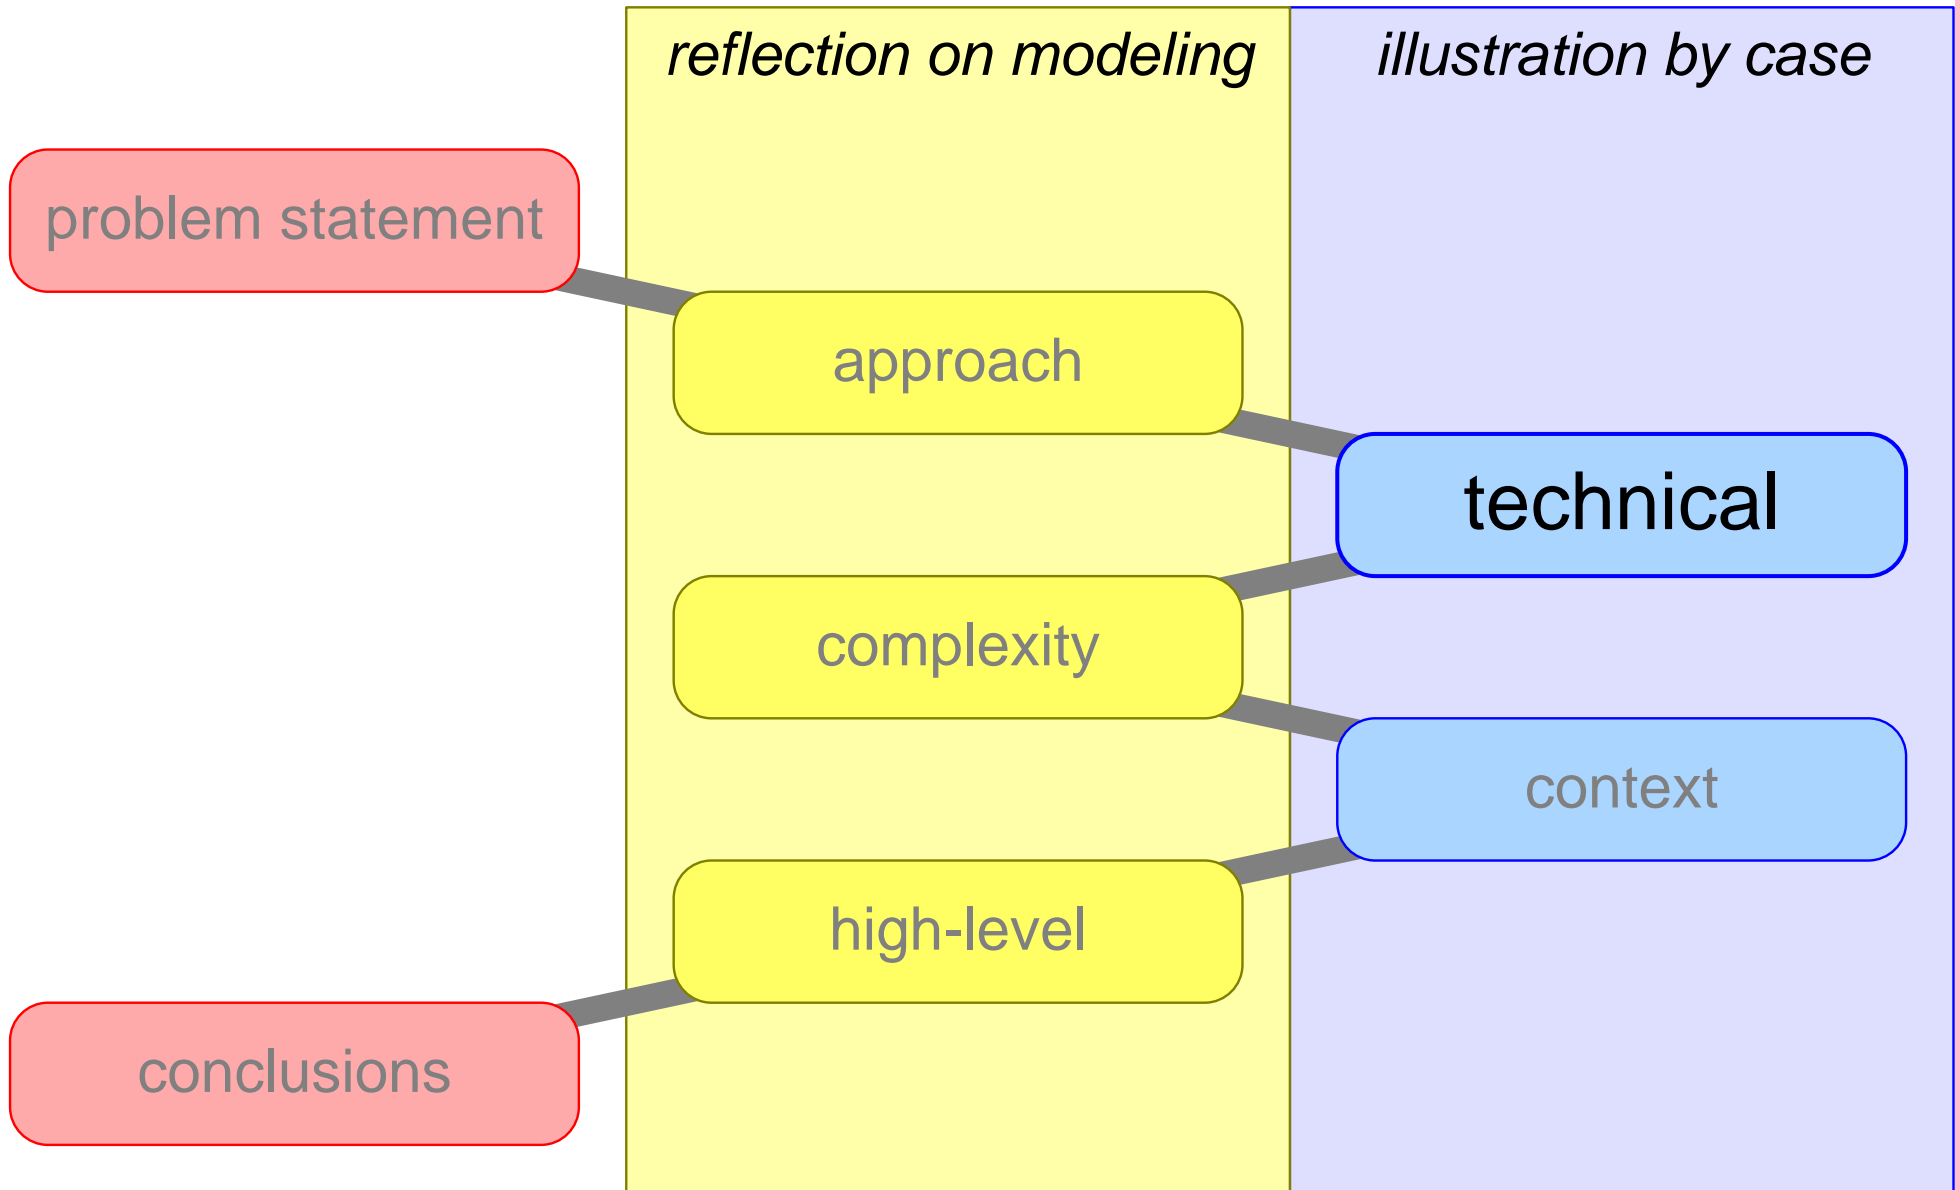 reflection on modeling
illustration by case
problem statement
approach
technical
complexity
context
high-level
conclusions